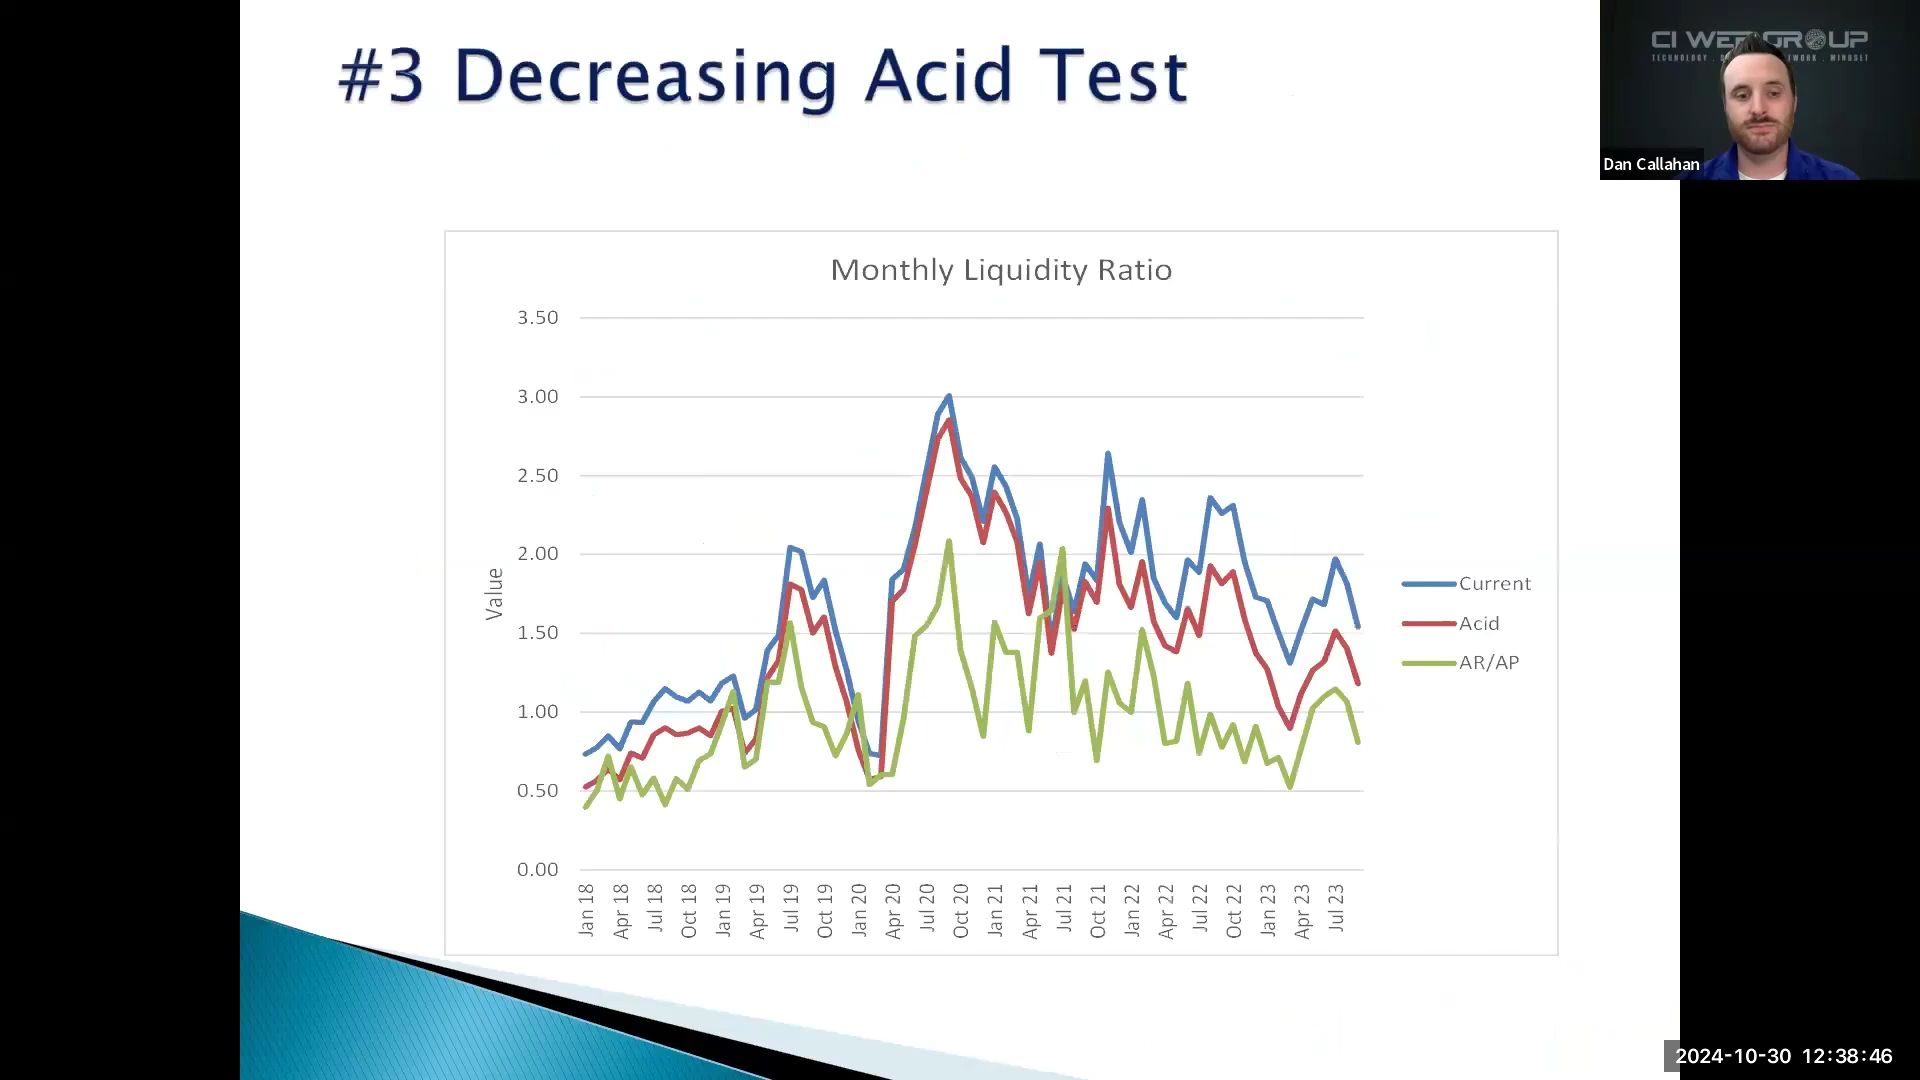 #3 Decreasing Acid Test
CI WEB GROUP
Dan Callahan
Monthly Liquidity Ratio
3.50
3.00
2.50
2.00
1.50
1.00
0.50
0.00
Value
Jan 18
Apr 18
Jul 18
Oct 18
Jan 19
Apr 19
Jul 19
Oct 19
Jan 20
Apr 20
Jul 20
Oct 20
Jan 21
Apr 21
Jul 21
Oct 21
Jan 22
Apr 22
Jul 22
Oct 22
Jan 23
Apr 23
Jul 23
Current
Acid
AR/AP
2024-10-30 12:38:46